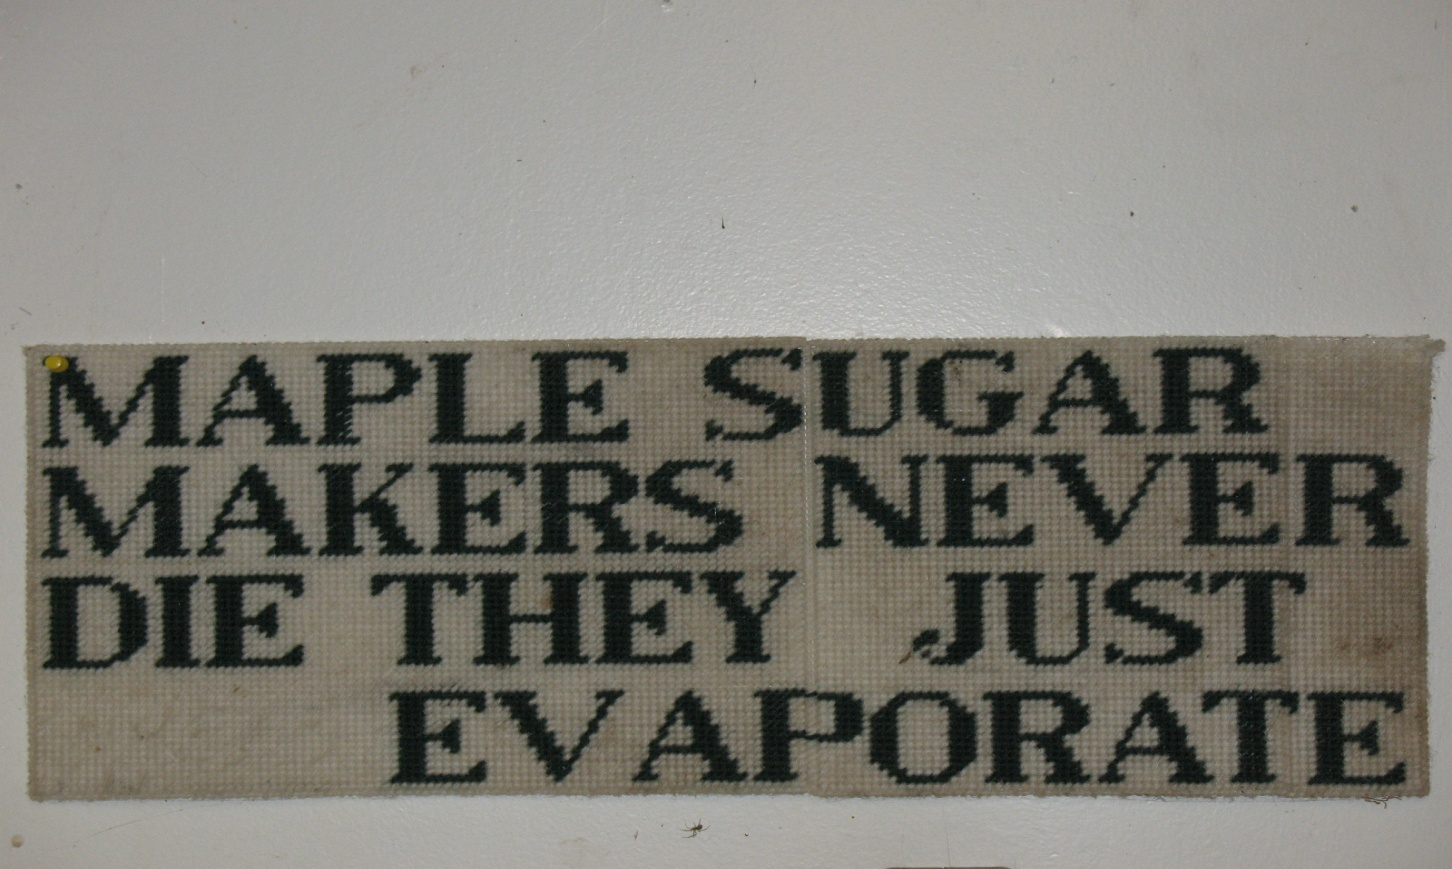 MAPLE SUGAR
MAKERS NEVER
DIE THEY JUST
EVAPORATE